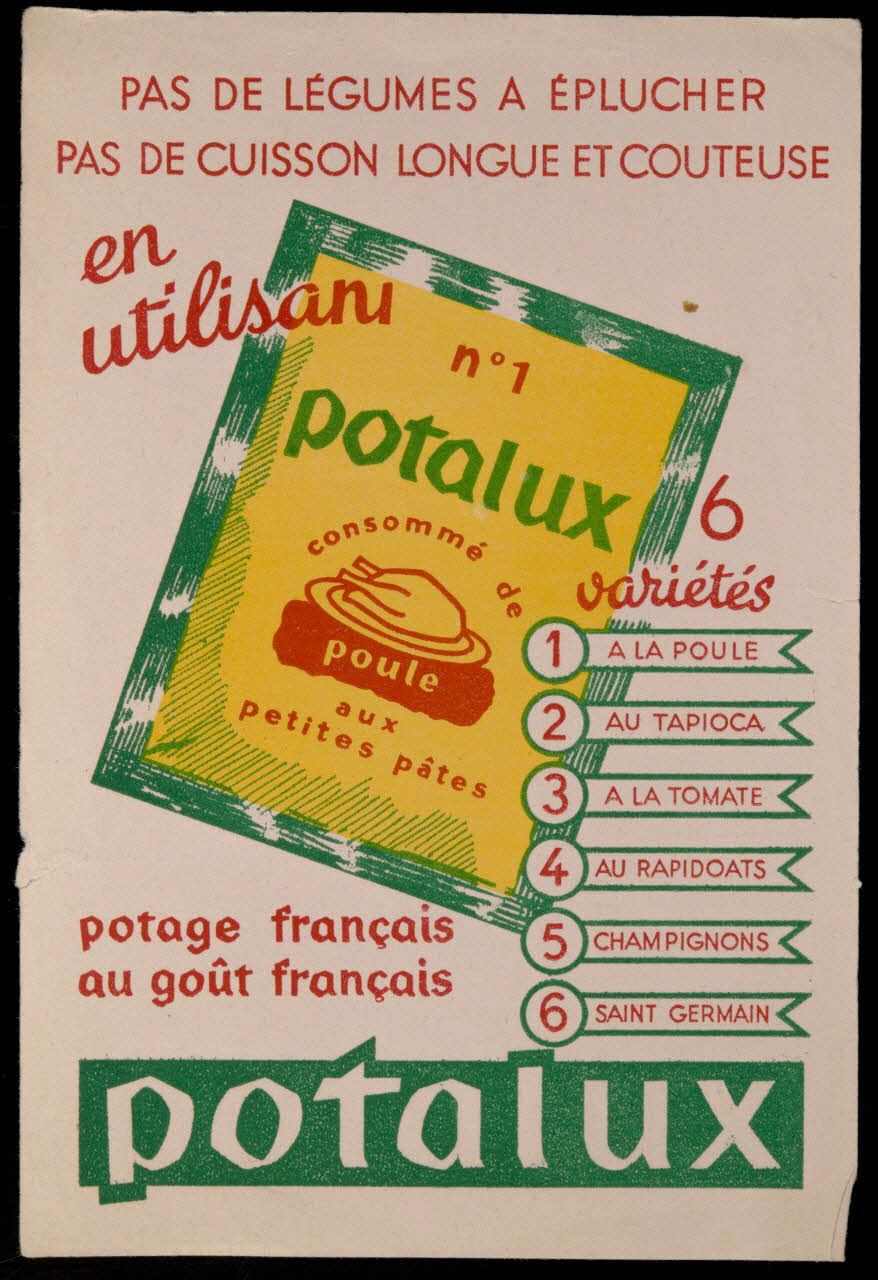 PAS DE LÉGUMES A ÉPLUCHER
PAS DE CUISSON LONGUE ET COUTEUSE
en
utilisant
n° 1
potalux
consommé de
poule
aux
petites pâtes
6
variétés
1 A LA POULE
2 AU TAPIOCA
3 A LA TOMATE
4 AU RAPIDOATS
5 CHAMPIGNONS
6 SAINT GERMAIN
potage français
au goût français
potalux